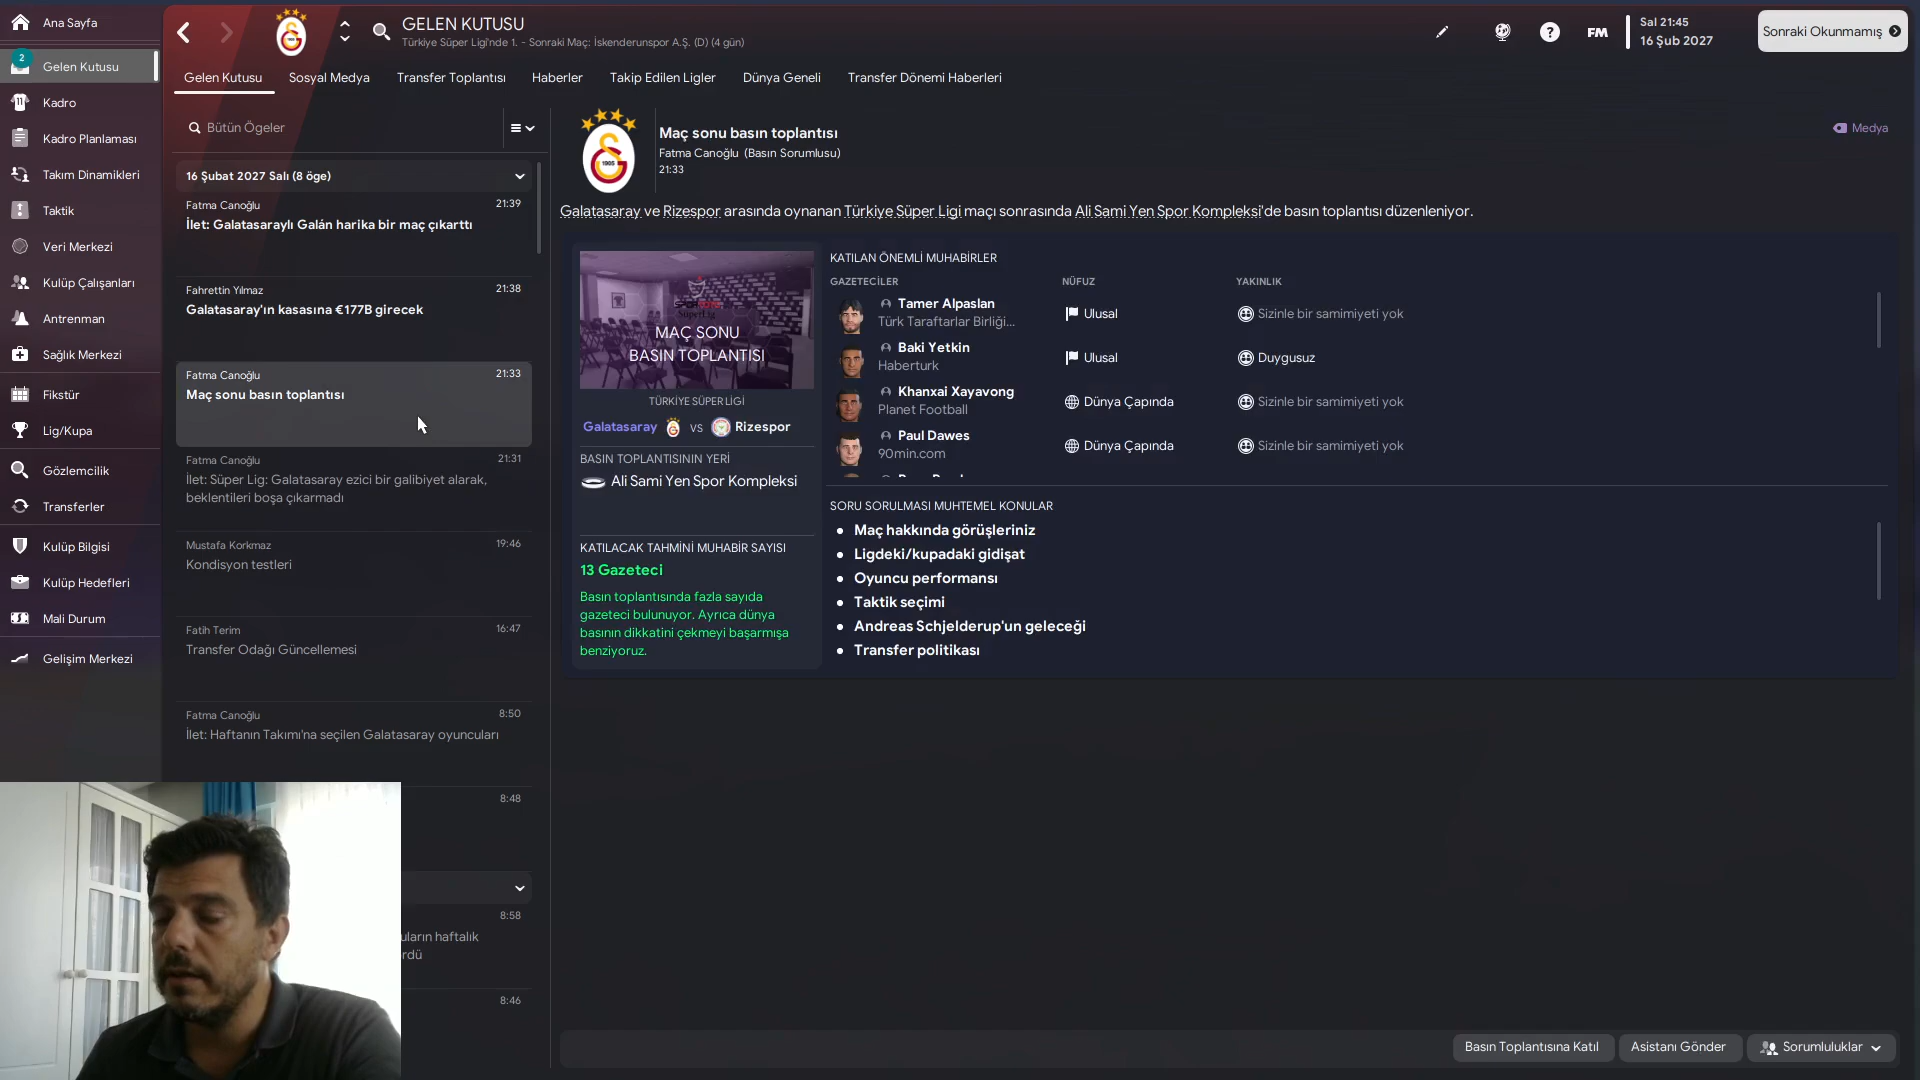 Ana Sayfa
2
Gelen Kutusu
Kadro
Kadro Planlaması
Takım Dinamikleri
Taktik
Veri Merkezi
Kulüp Çalışanları
Antrenman
Sağlık Merkezi
Fikstür
Lig/Kupa
Gözlemcilik
Transferler
Kulüp Bilgisi
Kulüp Hedefleri
Mali Durum
Gelişim Merkezi
GELEN KUTUSU
Türkiye Süper Ligi'nde 1. - Sonraki Maç: İskenderunspor A.Ş. (D) (4 gün)
FM
Sal 21:45
16 Şub 2027
Sonraki Okunmamış
Gelen Kutusu Sosyal Medya Transfer Toplantısı Haberler Takip Edilen Ligler Dünya Geneli Transfer Dönemi Haberleri
Bütün Ögeler
16 Şubat 2027 Salı (8 öge)
Fatma Canoğlu 21:39
İlet: Galatasaraylı Galán harika bir maç çıkarttı
Fahrettin Yılmaz 21:38
Galatasaray'ın kasasına €177B girecek
Fatma Canoğlu 21:33
Maç sonu basın toplantısı
Fatma Canoğlu 21:31
İlet: Süper Lig: Galatasaray ezici bir galibiyet alarak,
beklentileri boşa çıkarmadı
Mustafa Korkmaz 19:46
Kondisyon testleri
Fatih Terim 16:47
Transfer Odağı Güncellemesi
Fatma Canoğlu 8:50
İlet: Haftanın Takımı'na seçilen Galatasaray oyuncuları
8:48
8:58
uların haftalık
rdü
8:46
1905
Maç sonu basın toplantısı
Fatma Canoğlu (Basın Sorumlusu)
21:33
Medya
Galatasaray ve Rizespor arasında oynanan Türkiye Süper Ligi maçı sonrasında Ali Sami Yen Spor Kompleksi'de basın toplantısı düzenleniyor.
SüperLig
MAÇ SONU
BASIN TOPLANTISI
TÜRKİYE SÜPER LİGİ
Galatasaray VS Rizespor
BASIN TOPLANTISININ YERİ
Ali Sami Yen Spor Kompleksi
KATILACAK TAHMİNİ MUHABİR SAYISI
13 Gazeteci
Basın toplantısında fazla sayıda
gazeteci bulunuyor. Ayrıca dünya
basının dikkatini çekmeyi başarmışa
benziyoruz.
KATILAN ÖNEMLİ MUHABİRLER
GAZETECİLER NÜFUZ YAKINLIK
Tamer Alpaslan
Türk Taraftarlar Birliği... Ulusal Sizinle bir samimiyeti yok
Baki Yetkin
Haberturk Ulusal Duygusuz
Khanxai Xayavong
Planet Football Dünya Çapında Sizinle bir samimiyeti yok
Paul Dawes
90min.com Dünya Çapında Sizinle bir samimiyeti yok
SORU SORULMASI MUHTEMEL KONULAR
Maç hakkında görüşleriniz
Ligdeki/kupadaki gidişat
Oyuncu performansı
Taktik seçimi
Andreas Schjelderup'un geleceği
Transfer politikası
Basın Toplantısına Katıl Asistanı Gönder Sorumluluklar